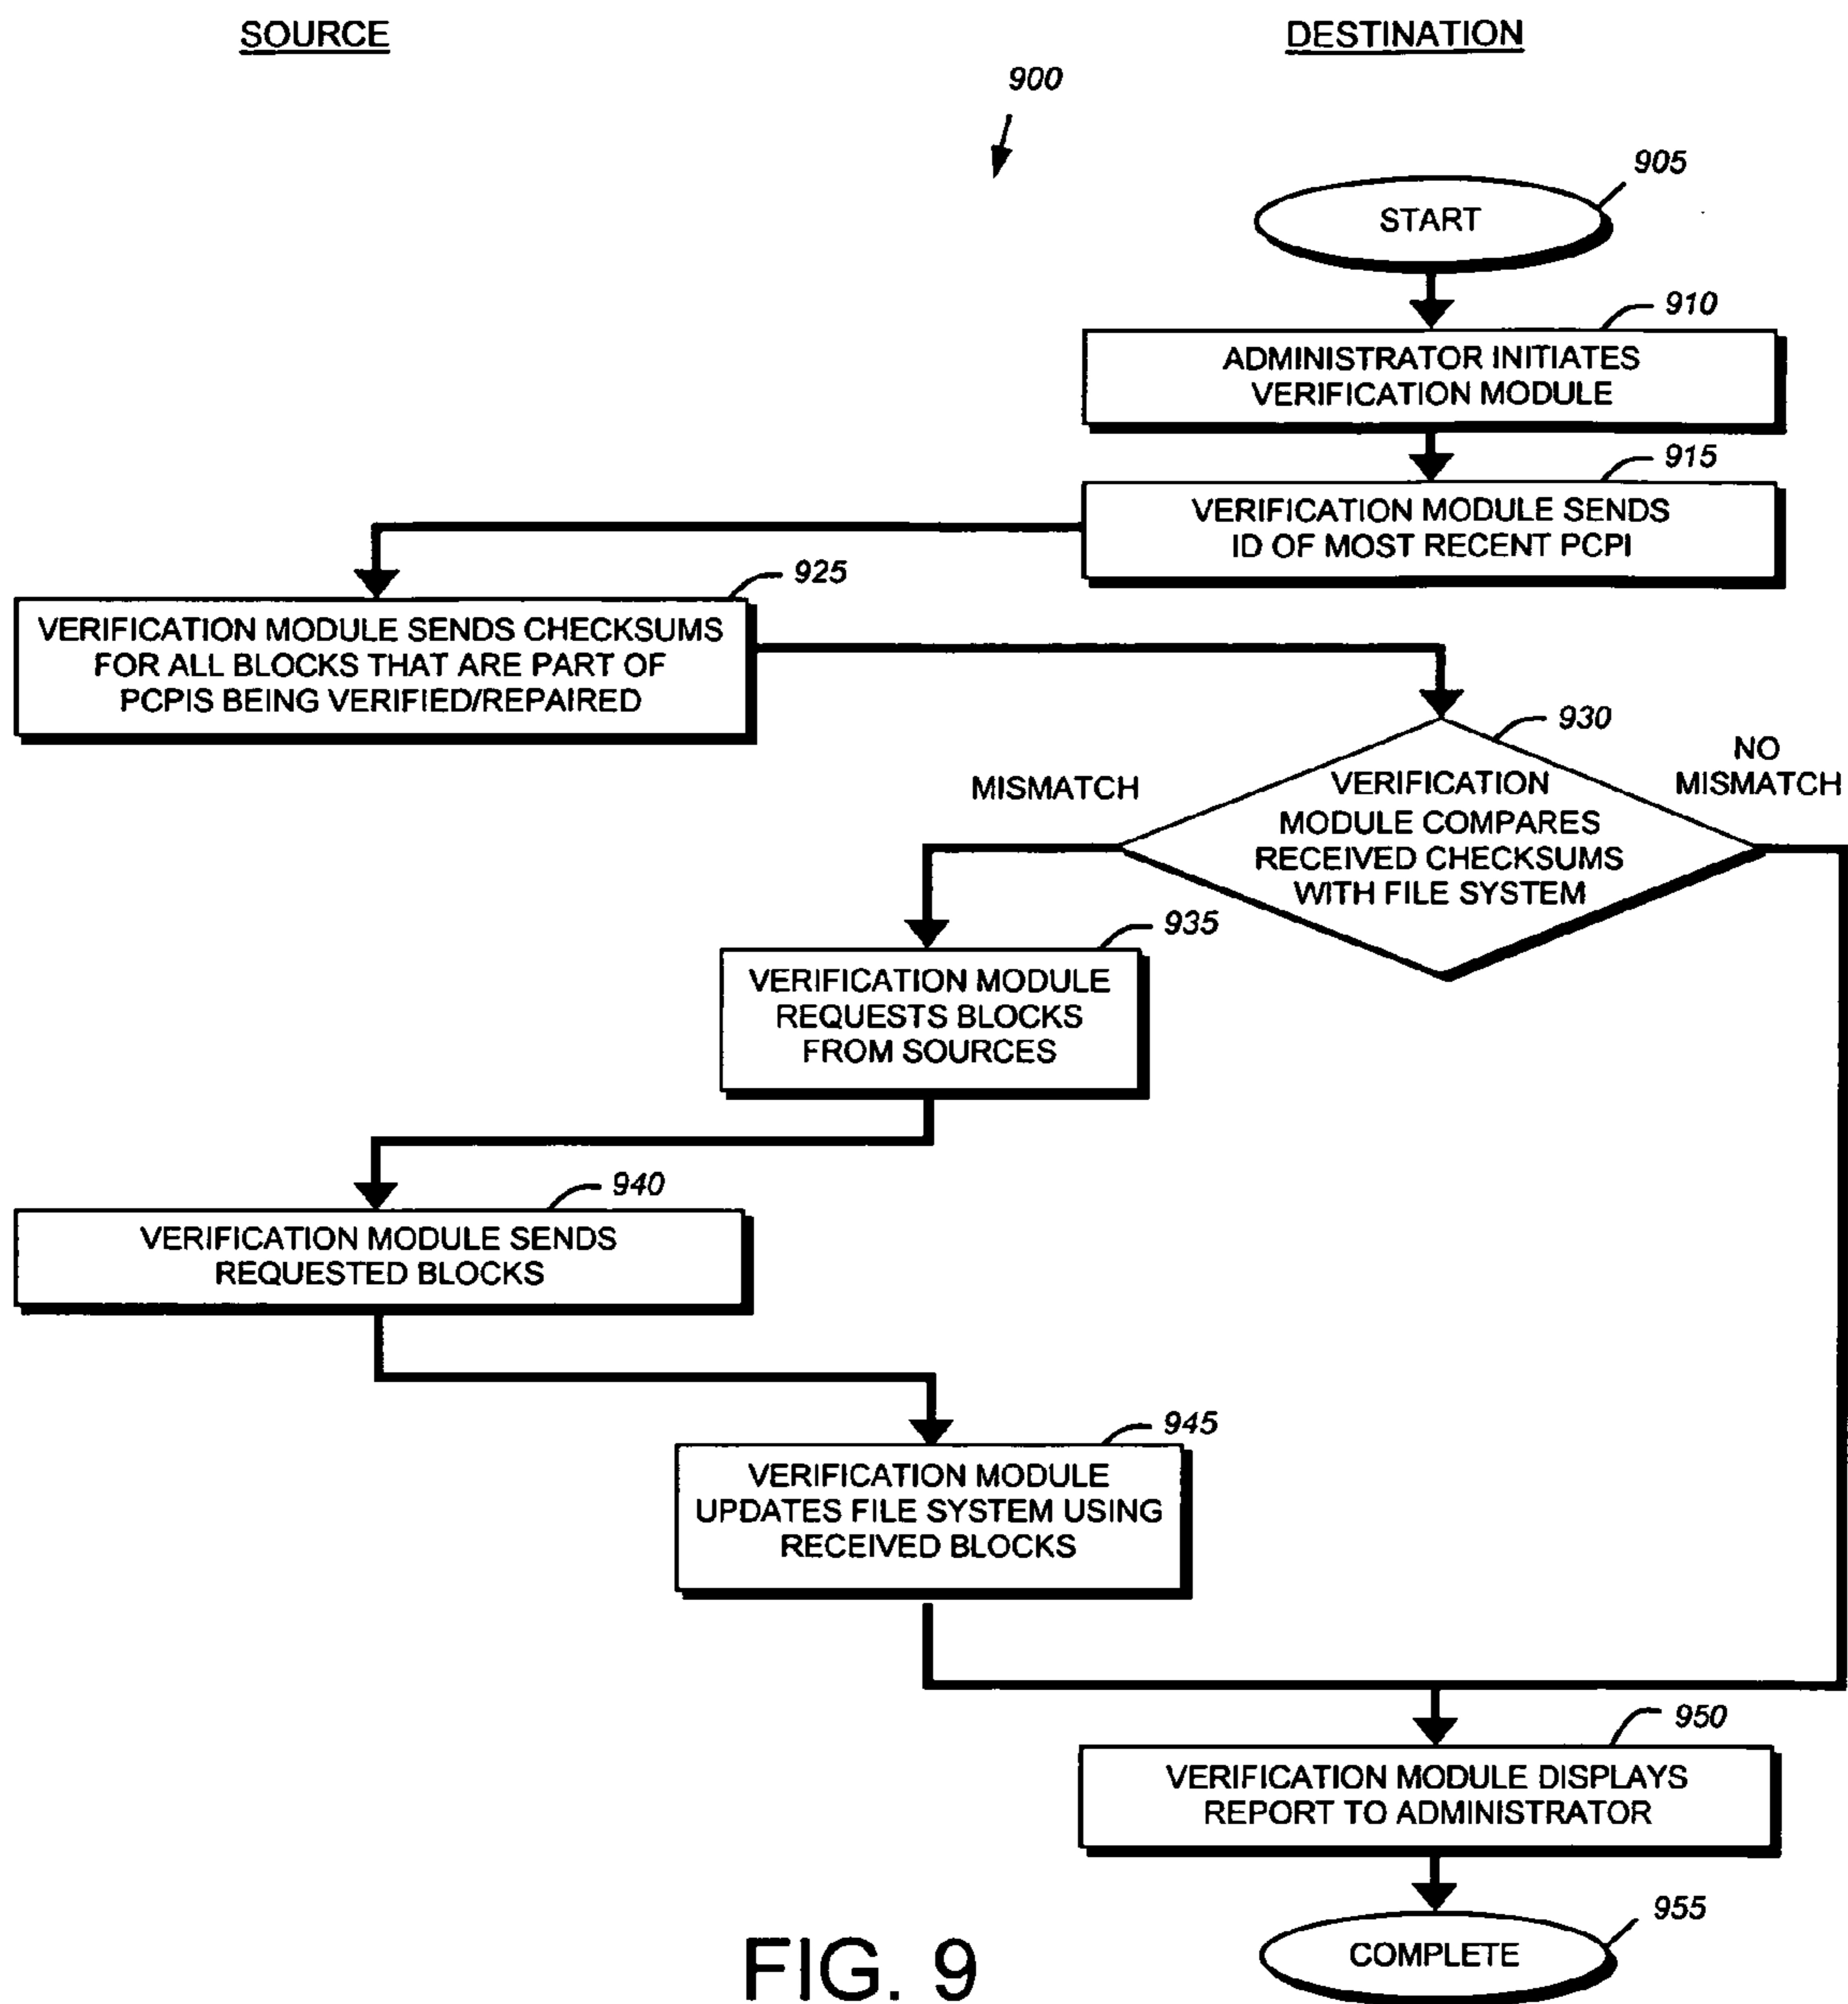 SOURCE
DESTINATION
900
905
START
910
ADMINISTRATOR INITIATES
VERIFICATION MODULE
915
VERIFICATION MODULE SENDS
ID OF MOST RECENT PCPI
925
VERIFICATION MODULE SENDS CHECKSUMS
FOR ALL BLOCKS THAT ARE PART OF
PCPIS BEING VERIFIED/REPAIRED
930
MISMATCH
NO
MISMATCH
VERIFICATION
MODULE COMPARES
RECEIVED CHECKSUMS
WITH FILE SYSTEM
935
VERIFICATION MODULE
REQUESTS BLOCKS
FROM SOURCES
940
VERIFICATION MODULE SENDS
REQUESTED BLOCKS
945
VERIFICATION MODULE
UPDATES FILE SYSTEM USING
RECEIVED BLOCKS
950
VERIFICATION MODULE DISPLAYS
REPORT TO ADMINISTRATOR
955
COMPLETE
FIG. 9